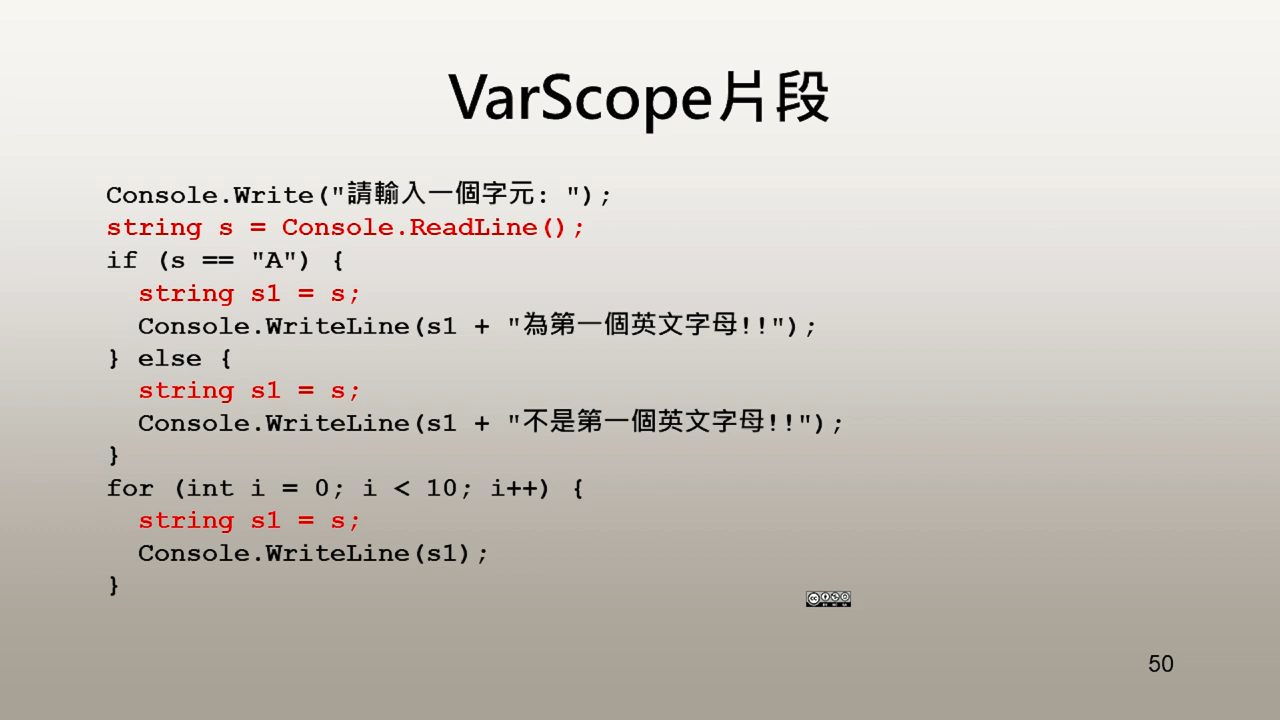 VarScope片段
Console.Write("請輸入一個字元: ");
string s = Console.ReadLine();
if (s == "A") {
  string s1 = s;
  Console.WriteLine(s1 + "為第一個英文字母!!");
} else {
  string s1 = s;
  Console.WriteLine(s1 + "不是第一個英文字母!!");
}
for (int i = 0; i < 10; i++) {
  string s1 = s;
  Console.WriteLine(s1);
}
50